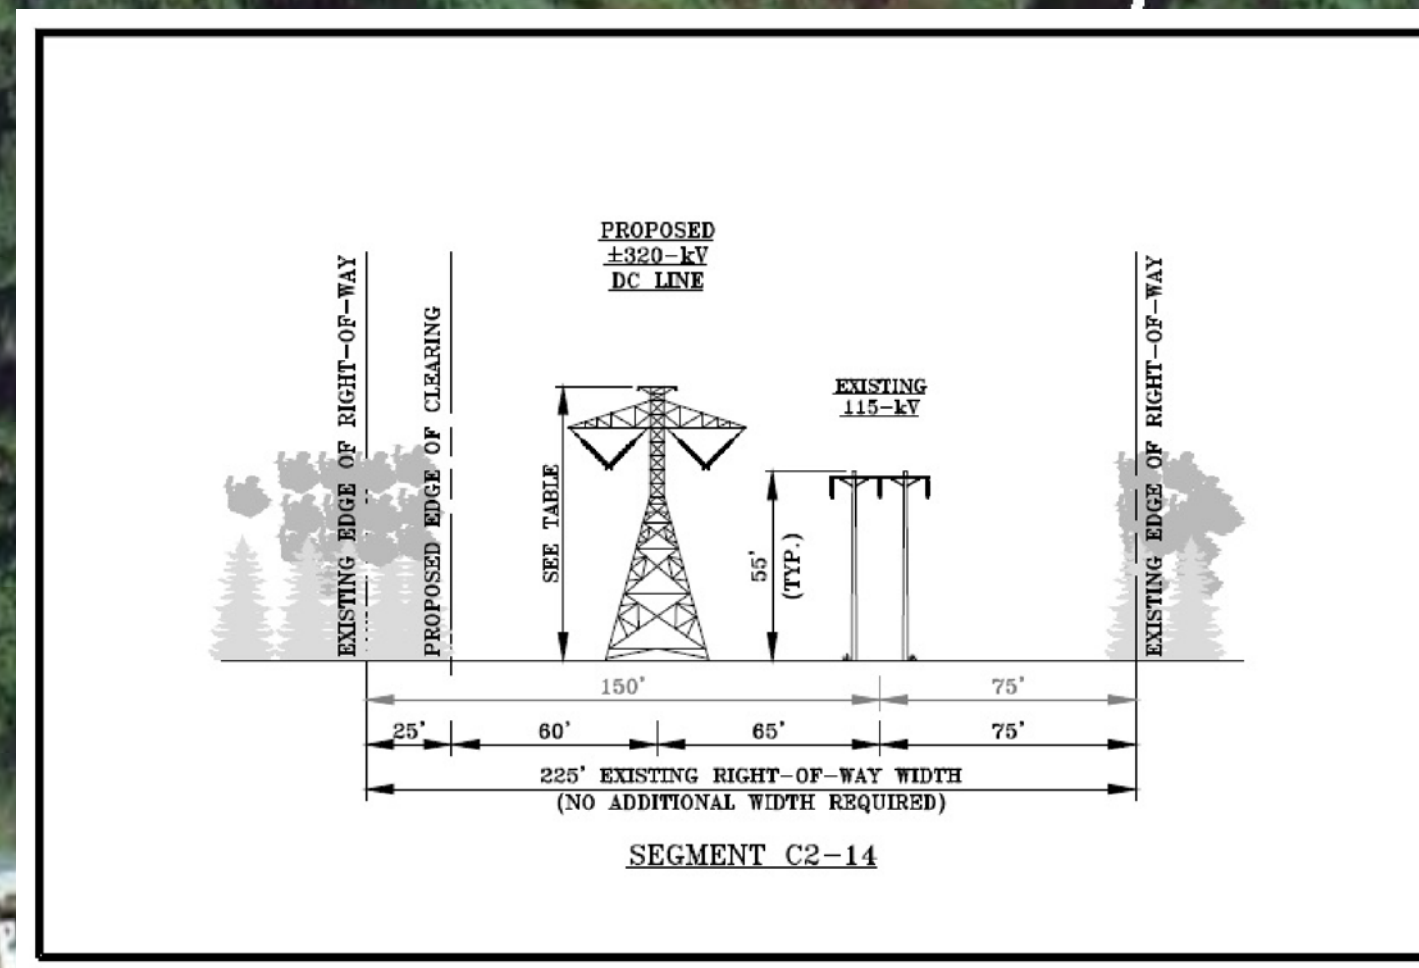 PROPOSED
±320-kV
DC LINE
EXISTING
115-kV
EXISTING EDGE OF RIGHT-OF-WAY
PROPOSED EDGE OF CLEARING
SEE TABLE
55'
(TYP.)
EXISTING EDGE OF RIGHT-OF-WAY
150' 75'
25' 60' 65' 75'
225' EXISTING RIGHT-OF-WAY WIDTH
(NO ADDITIONAL WIDTH REQUIRED)
SEGMENT C2-14